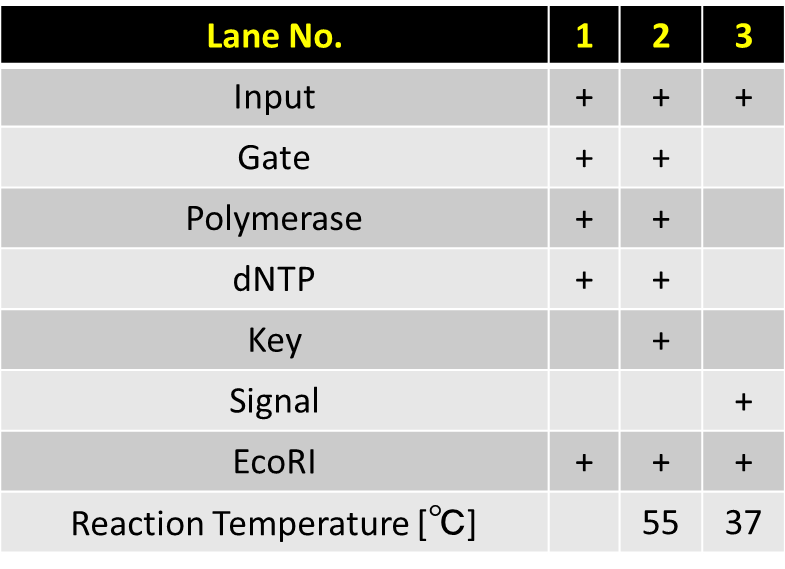 Lane No. 1 2 3
Input + + +
Gate + +
Polymerase + +
dNTP + +
Key +
Signal +
EcoRI + + +
Reaction Temperature [℃] 55 37